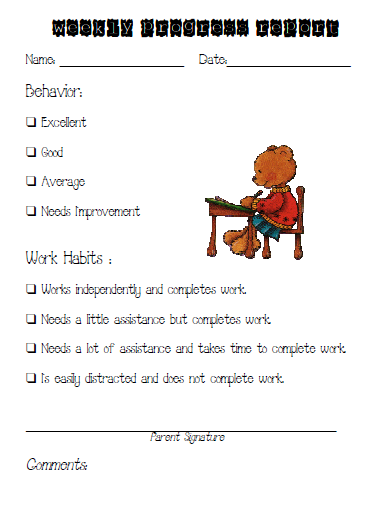 weekly progress report
Name: ____________________ Date:____________________
Behavior:
❑ Excellent
❑ Good
❑ Average
❑ Needs Improvement
Work Habits :
❑ Works independently and completes work.
❑ Needs a little assistance but completes work.
❑ Needs a lot of assistance and takes time to complete work.
❑ Is easily distracted and does not complete work.
Parent Signature
Comments: